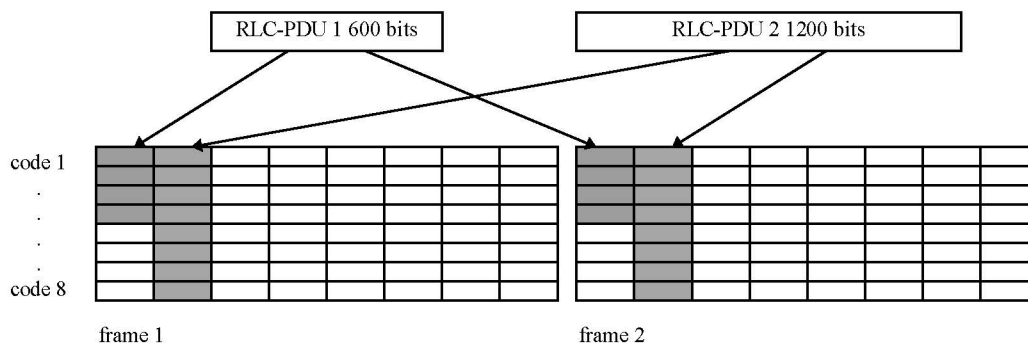 RLC-PDU 1 600 bits
RLC-PDU 2 1200 bits
code 1
.
.
.
.
.
code 8
frame 1
frame 2